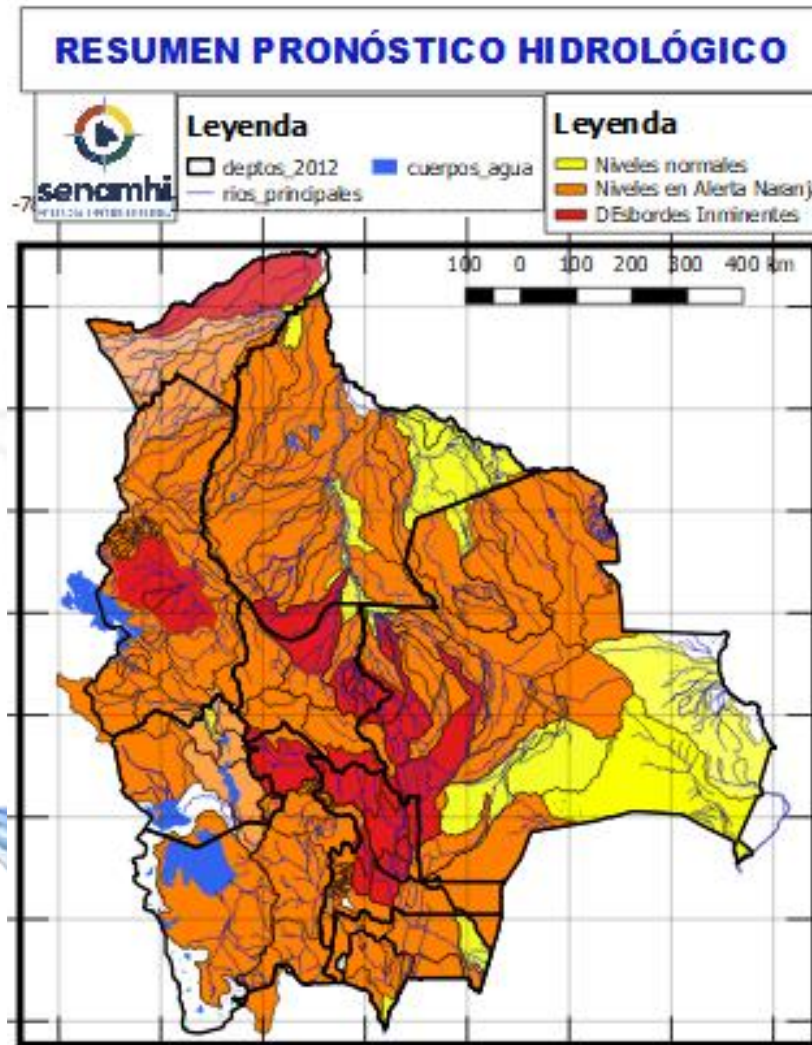 RESUMEN PRONÓSTICO HIDROLÓGICO
Leyenda
deptos_2012 cuerpos_agua
rios_principales
senamhi
Leyenda
Niveles normales
Niveles en Alerta Naranj
DEsbordes Inminentes
100 0 100 200 300 400 km